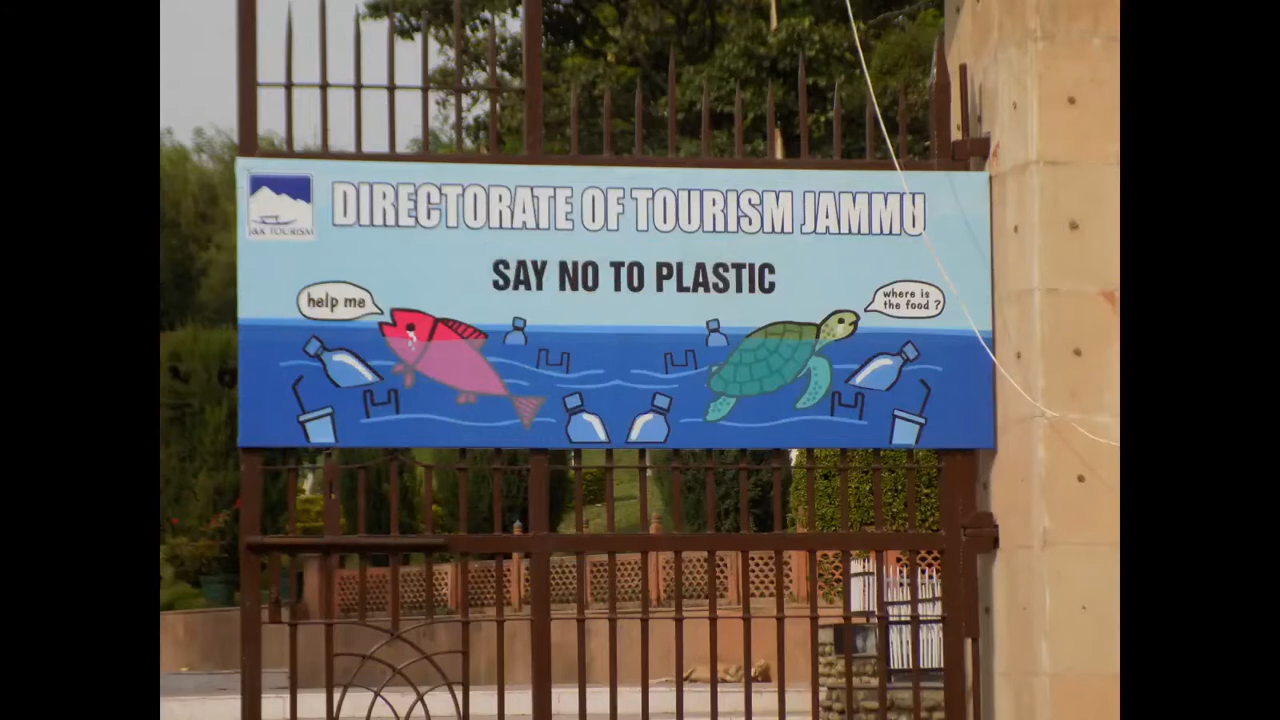 DIRECTORATE OF TOURISM JAMMU
J&K TOURISM
SAY NO TO PLASTIC
help me
where is
the food ?